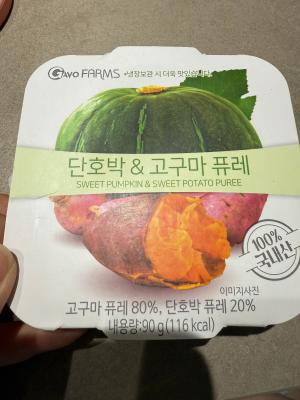 Gavo FARMS
*냉장보관 시 더욱 맛있습니다.
단호박 & 고구마 퓨레
SWEET PUMPKIN & SWEET POTATO PUREE
100%
국내산
이미지사진
고구마 퓨레 80%, 단호박 퓨레 20%
내용량:90 g (116 kcal)